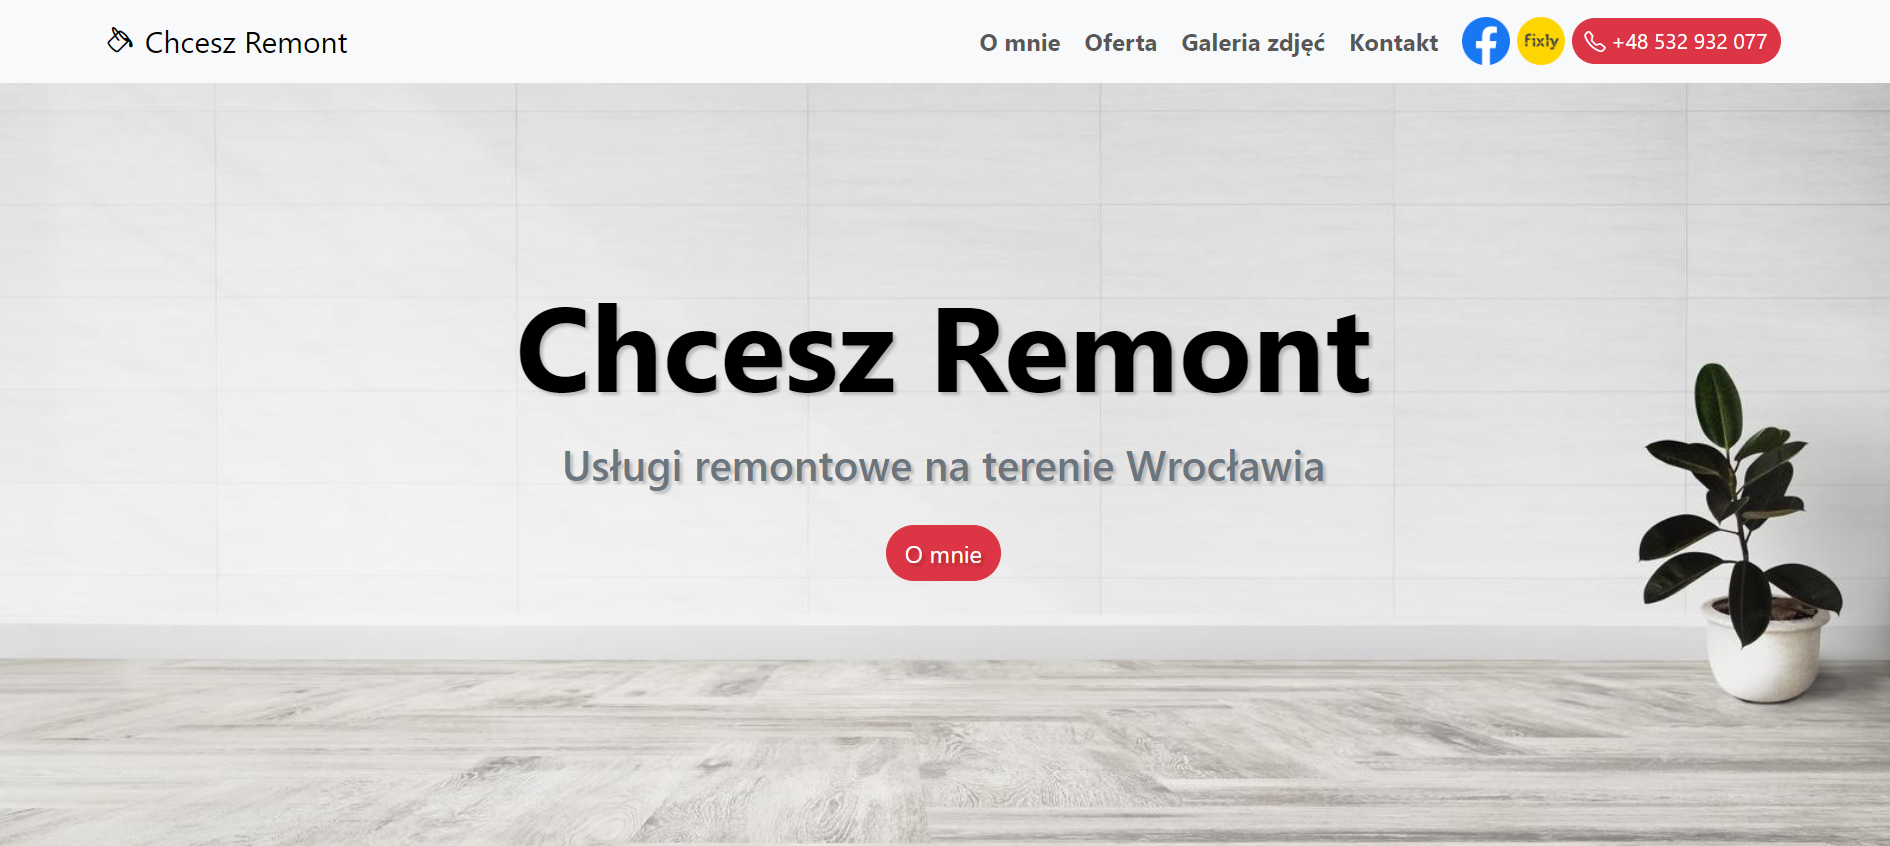 Chcesz Remont
O mnie Oferta Galeria zdjęć Kontakt fixly +48 532 932 077
Chcesz Remont
Usługi remontowe na terenie Wrocławia
O mnie